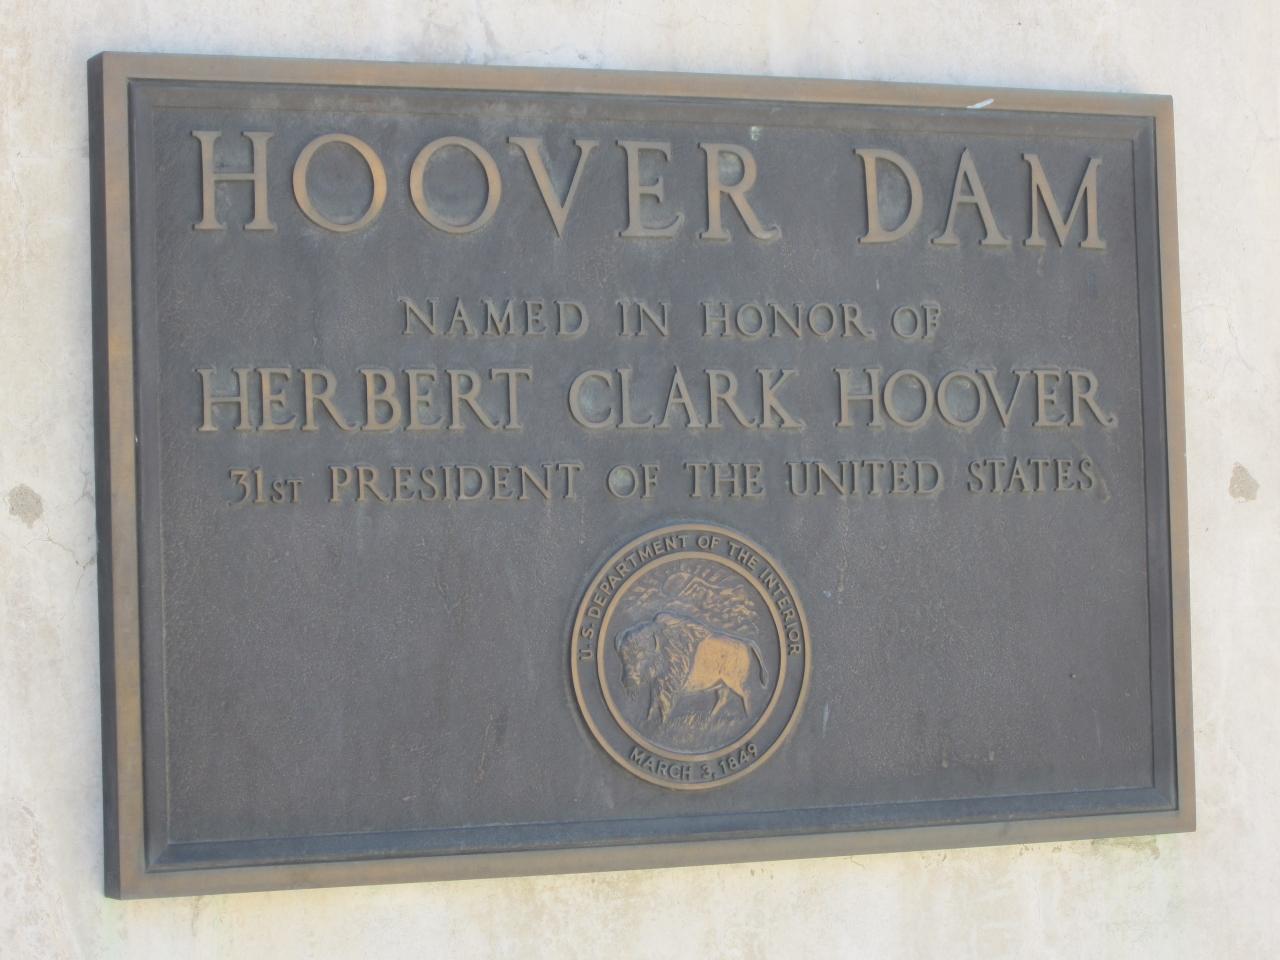 HOOVER DAM
NAMED IN HONOR OF
HERBERT CLARK HOOVER
31ST PRESIDENT OF THE UNITED STATES
U.S. DEPARTMENT OF THE INTERIOR
MARCH 3, 1849